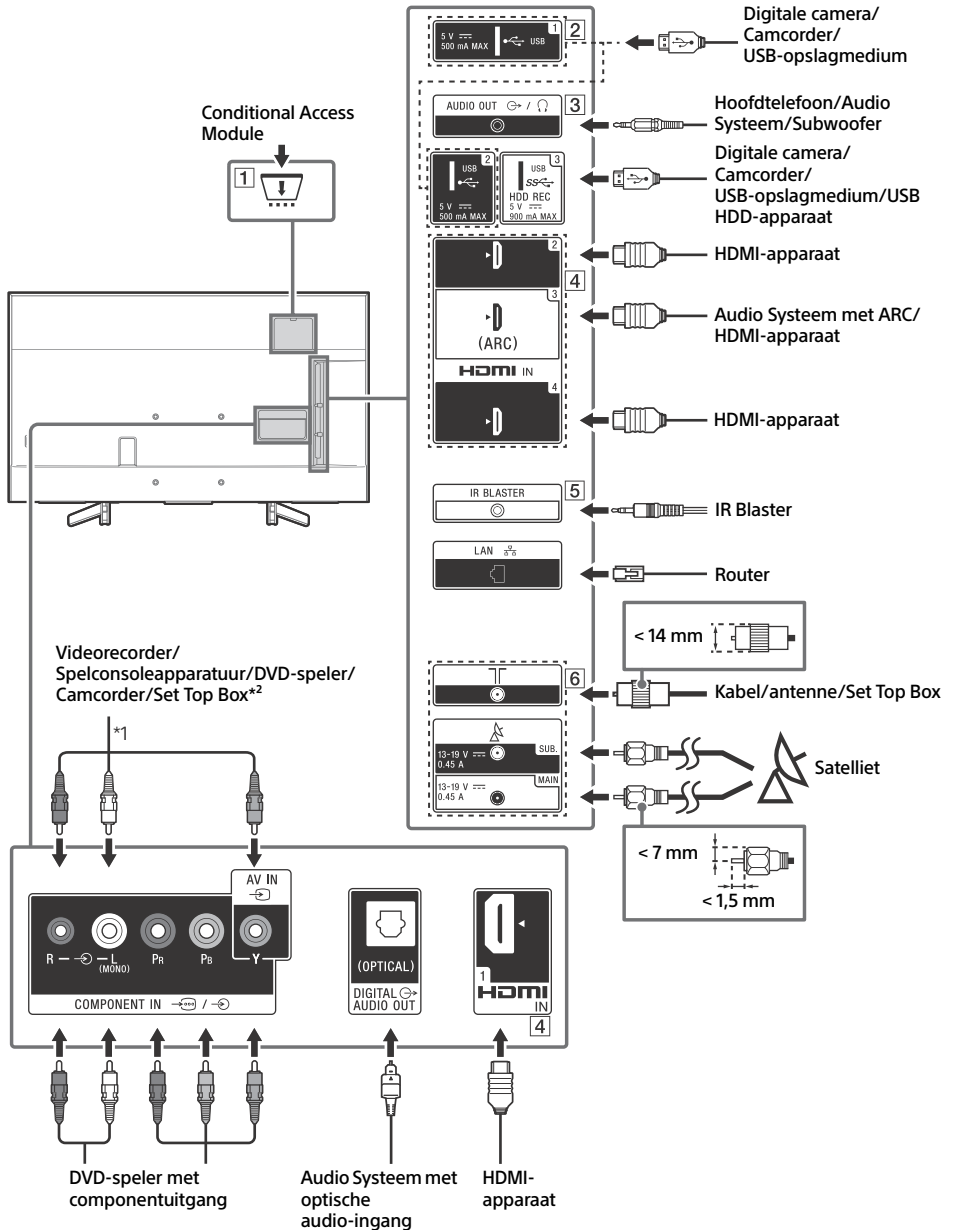 Conditional Access
Module
1
5 V ⎓
500 mA MAX
USB
1
2
Digitale camera/
Camcorder/
USB-opslagmedium
AUDIO OUT
/
3
Hoofdtelefoon/Audio
Systeem/Subwoofer
2
USB
5 V ⎓
500 mA MAX
3
USB
SS
HDD REC
5 V ⎓
900 mA MAX
Digitale camera/
Camcorder/
USB-opslagmedium/USB
HDD-apparaat
2
HDMI-apparaat
4
3
(ARC)
Audio Systeem met ARC/
HDMI-apparaat
HDMI IN
4
HDMI-apparaat
IR BLASTER
5
IR Blaster
LAN
Router
< 14 mm
6
Kabel/antenne/Set Top Box
13-19 V ⎓
0.45 A
SUB.
13-19 V ⎓
0.45 A
MAIN
Satelliet
< 7 mm
< 1,5 mm
Videorecorder/
Spelconsoleapparatuur/DVD-speler/
Camcorder/Set Top Box*2
*1
AV IN
R
L
(MONO)
PR
PB
Y
COMPONENT IN /
(OPTICAL)
DIGITAL
AUDIO OUT
1
HDMI
IN
4
DVD-speler met
componentuitgang
Audio Systeem met
optische
audio-ingang
HDMI-
apparaat